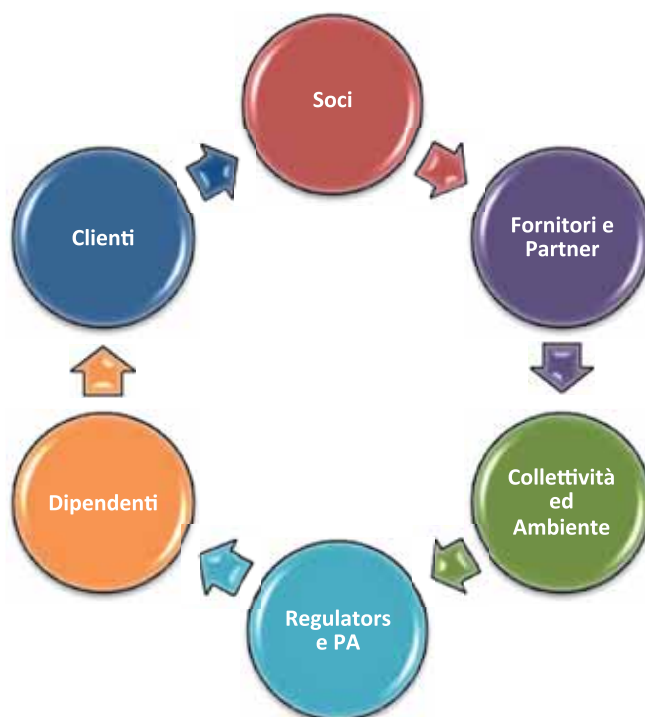 Soci
Fornitori e
Partner
Collettività
ed
Ambiente
Regulators
e PA
Dipendenti
Clienti